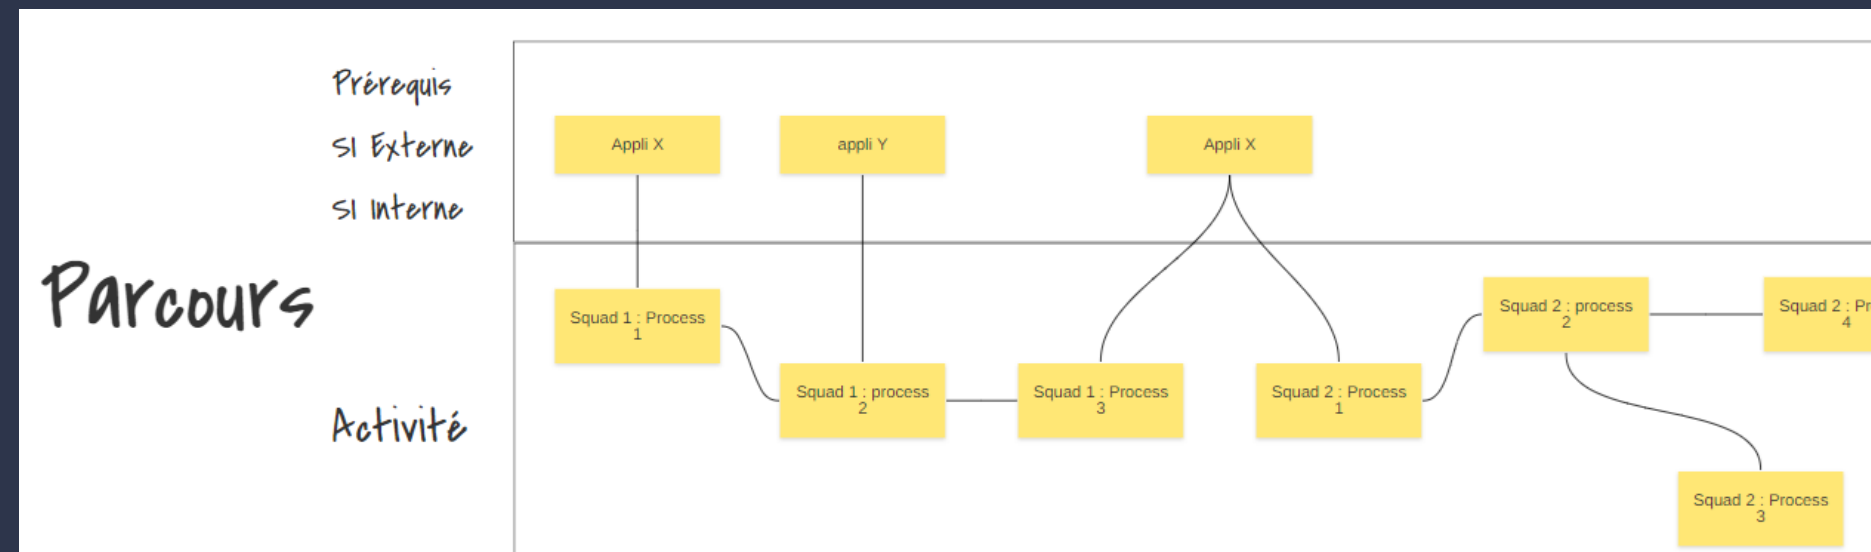 Prérequis
SI Externe
SI Interne
Appli X
appli Y
Appli X
Parcours
Activité
Squad 1 : Process
1
Squad 1 : process
2
Squad 1 : Process
3
Squad 2 : Process
1
Squad 2 : process
2
Squad 2 : Pr
4
Squad 2 : Process
3